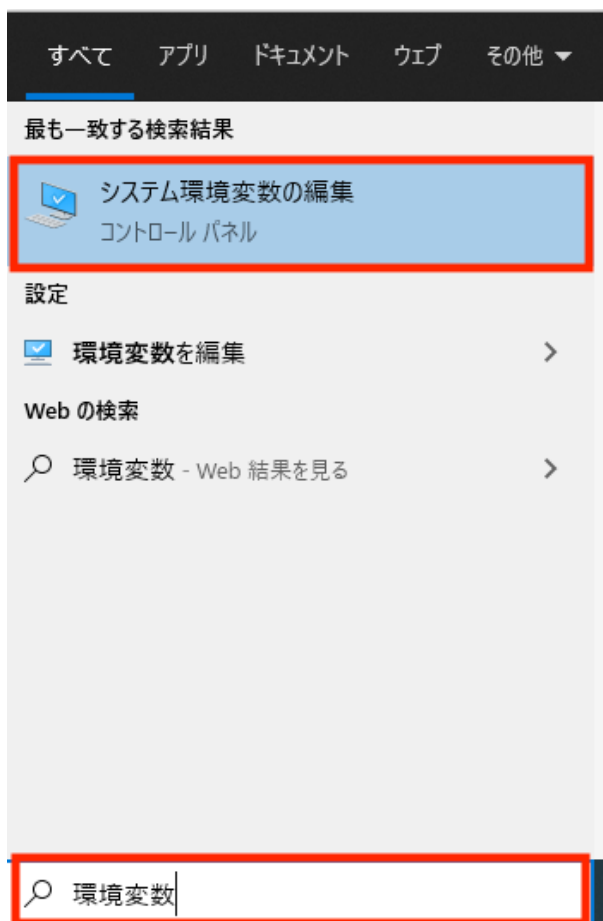 すべて アプリ ドキュメント ウェブ その他
最も一致する検索結果
システム環境変数の編集
コントロール パネル
設定
環境変数を編集
Web の検索
環境変数 - Web 結果を見る
環境変数